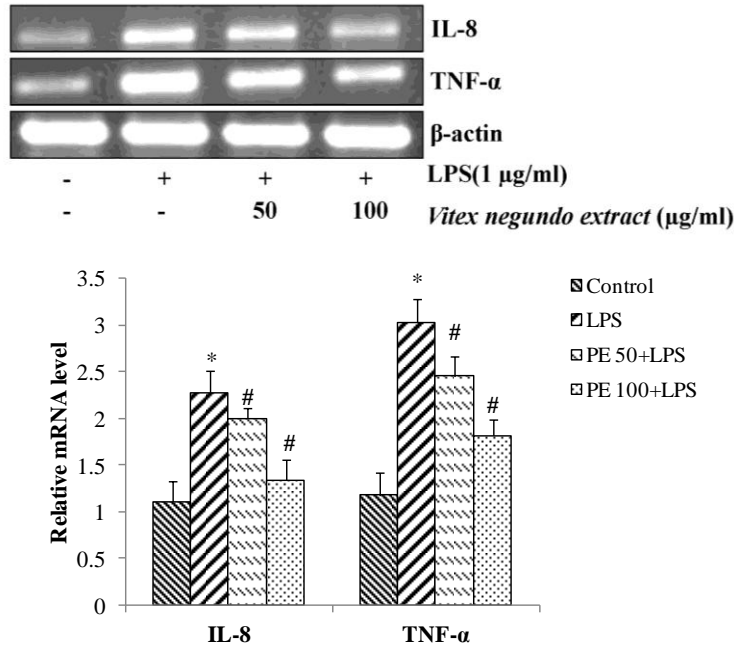 IL-8
TNF-α
β-actin
- + + + LPS(1 µg/ml)
- - 50 100 Vitex negundo extract (µg/ml)
Relative mRNA level
3.5
3
2.5
2
1.5
1
0.5
0
*
#
#
*
#
#
IL-8 TNF-α
Control
LPS
PE 50+LPS
PE 100+LPS